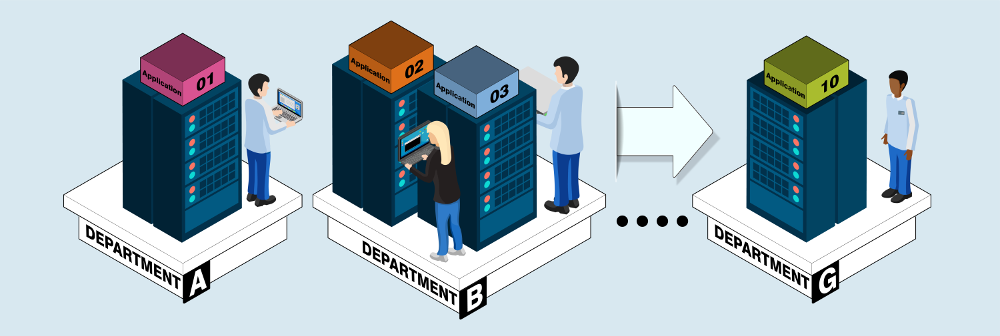 Application 01
DEPARTMENT A
Application 02
Application 03
DEPARTMENT B
Application 10
DEPARTMENT G